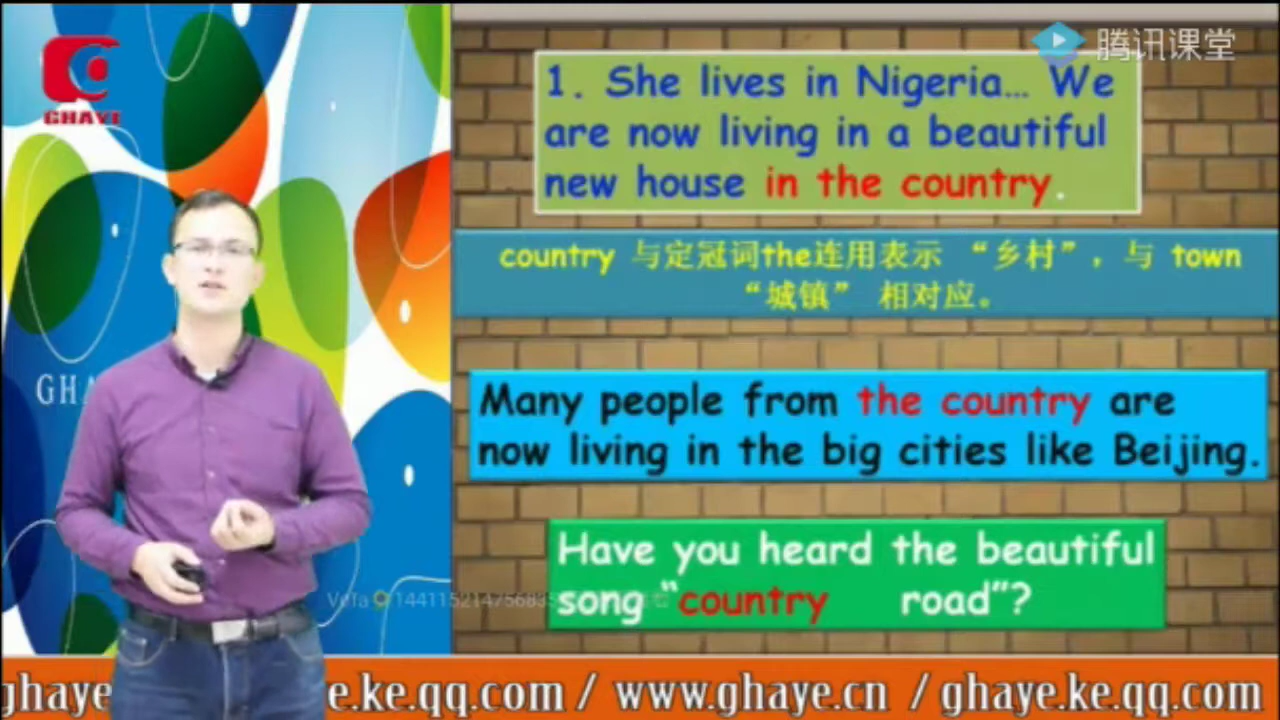 GHAYE
腾讯课堂
1. She lives in Nigeria… We
are now living in a beautiful
new house in the country.
country 与定冠词the连用表示 “乡村”，与 town
“城镇” 相对应。
GHA
Many people from the country are
now living in the big cities like Beijing.
Have you heard the beautiful
song “country road”?
ghaye e.ke.qq.com / www.ghaye.cn / ghaye.ke.qq.com